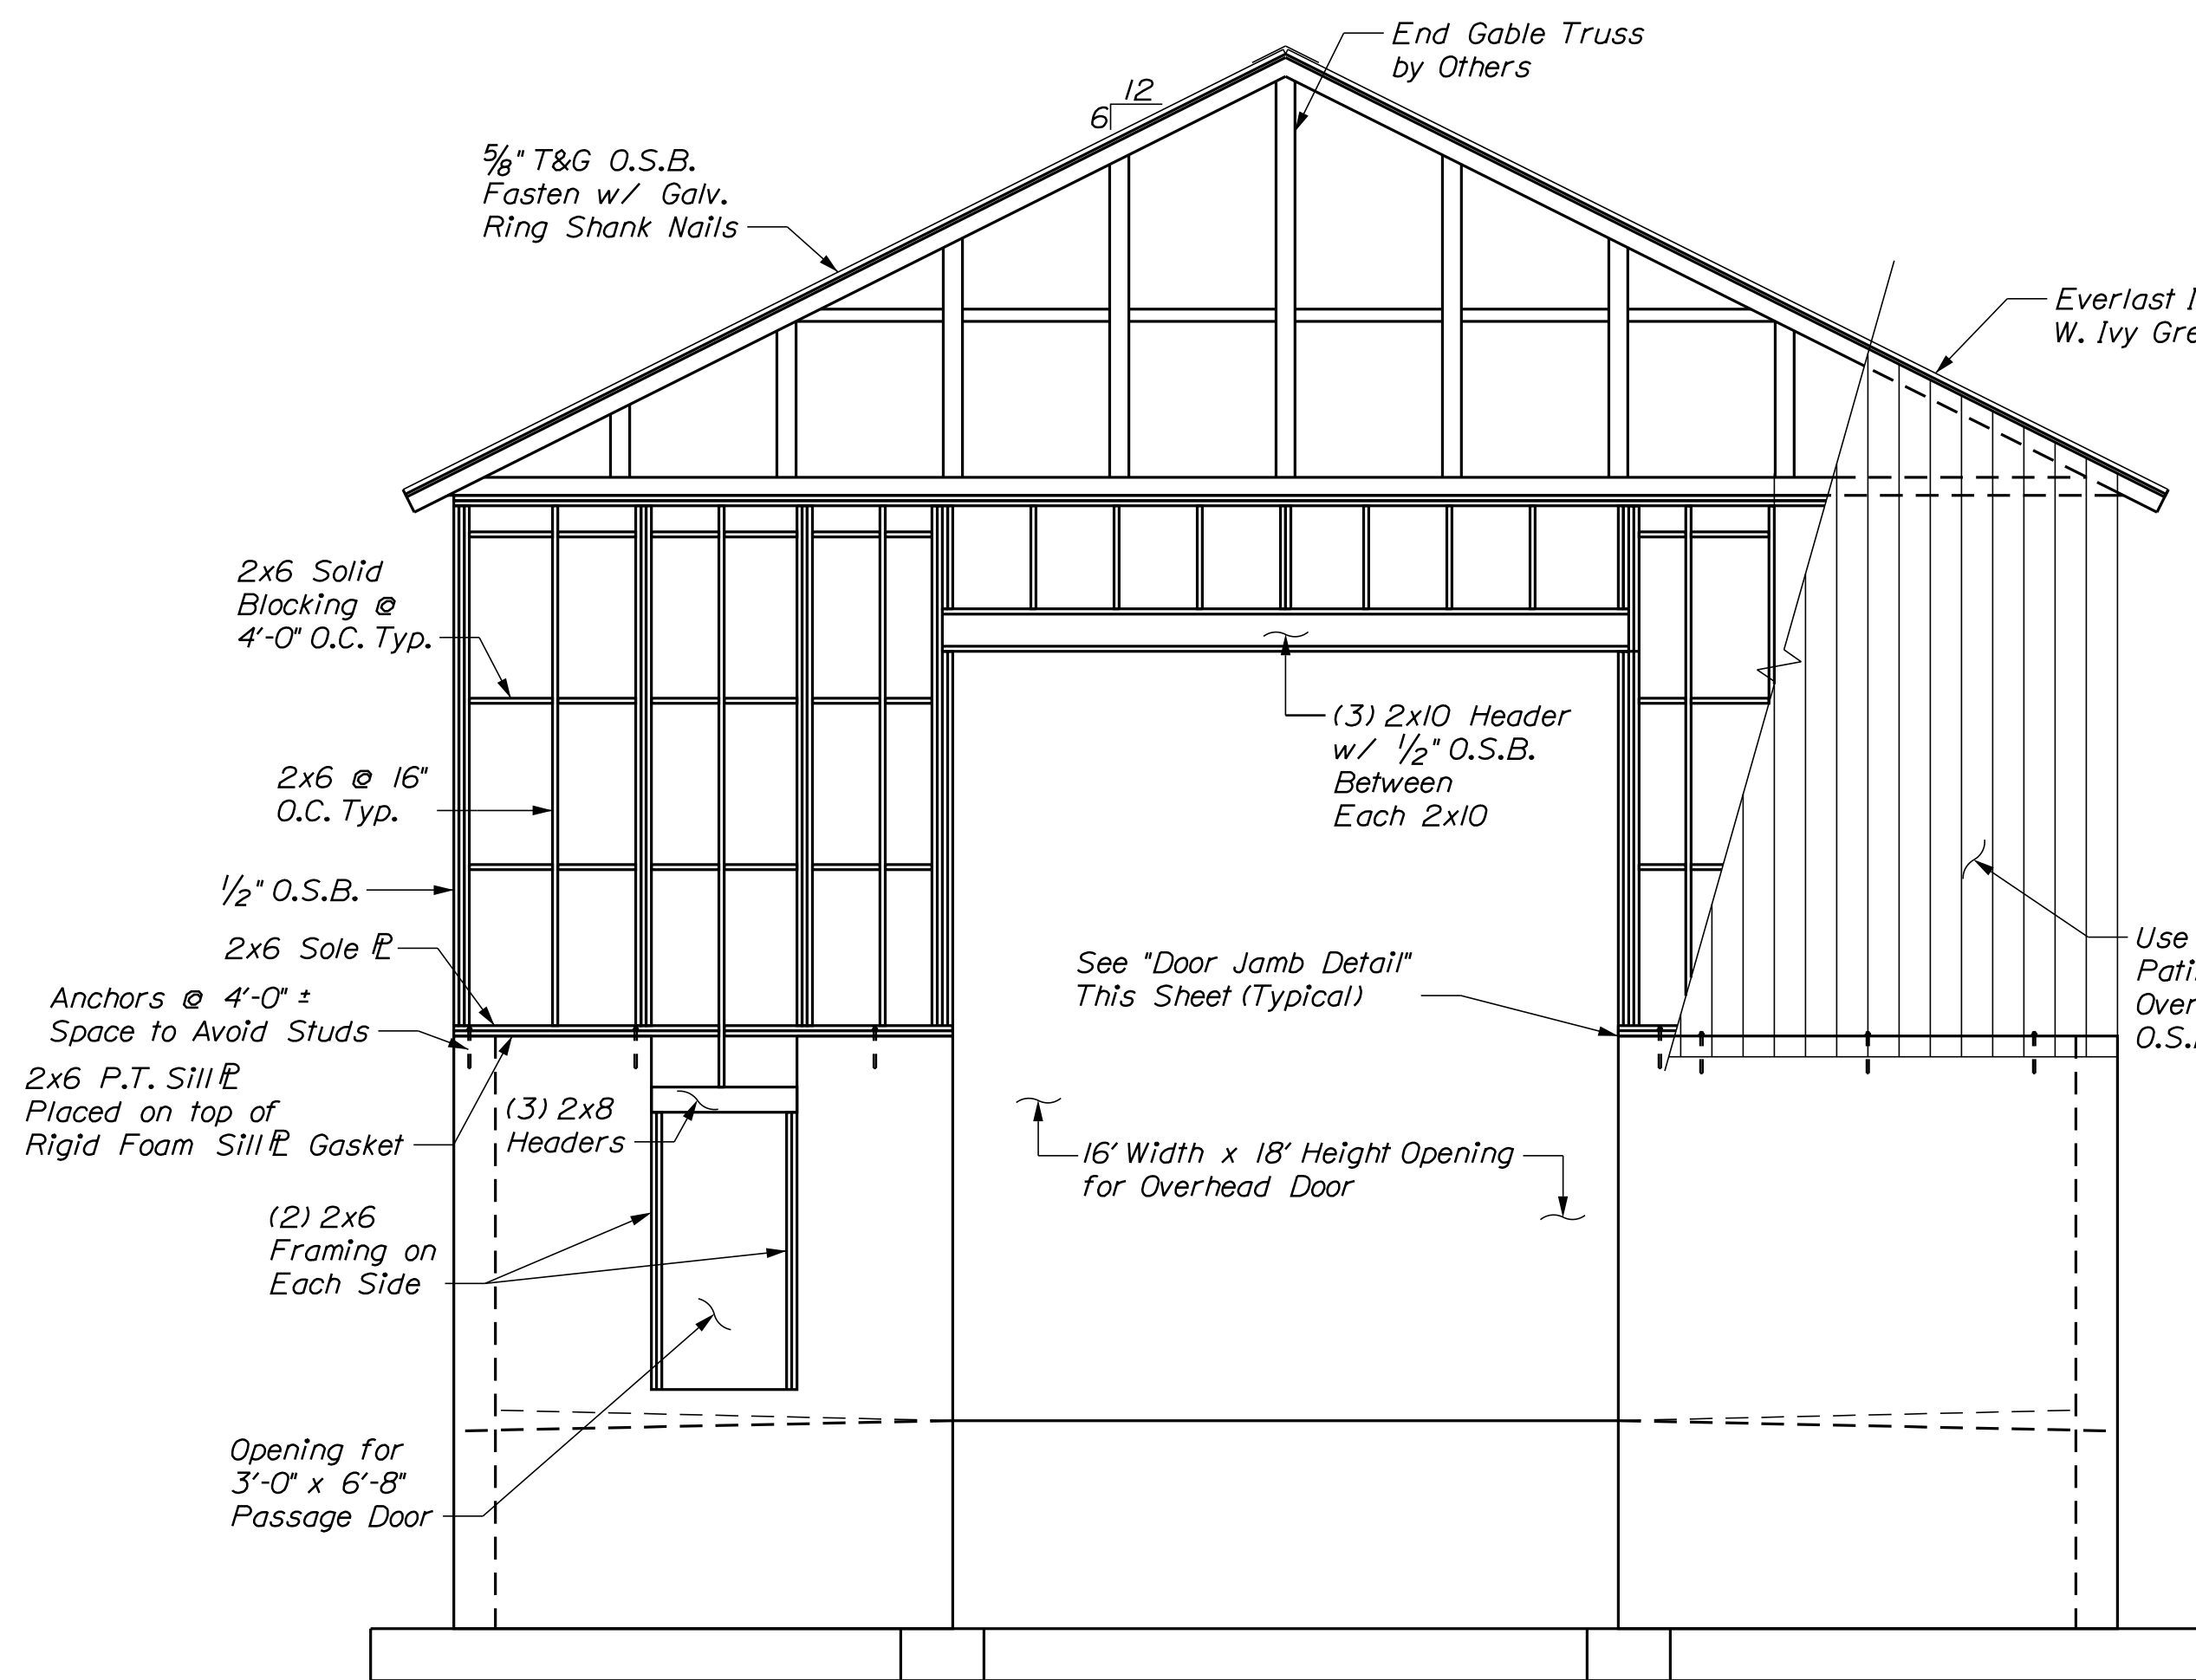 End Gable Truss
by Others
12
6
5/8" T&G O.S.B.
Fasten w/ Galv.
Ring Shank Nails
Everlast
W. Ivy
2x6 Solid
Blocking @
4'-0" O.C. Typ.
(3) 2x10 Header
w/ 1/2" O.S.B.
Between
Each 2x10
2x6 @ 16"
O.C. Typ.
1/2" O.S.B.
2x6 Sole ℙL
Anchors @ 4'-0" ±
Space to Avoid Studs
2x6 P.T. Sill PL
Placed on top of
Rigid Foam Sill PL Gasket
See "Door Jamb Detail"
This Sheet (Typical)
Use
(3) 2x8
Headers
16' Width x 18' Height Opening
for Overhead Door
(2) 2x6
Framing on
Each Side
Opening for
3'-0" x 6'-8"
Passage Door